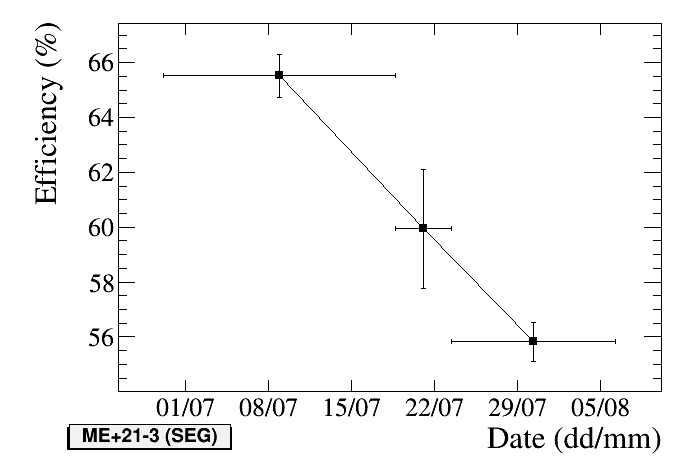 Efficiency (%)
66
64
62
60
58
56
01/07 08/07 15/07 22/07 29/07 05/08
ME+21-3 (SEG)
Date (dd/mm)